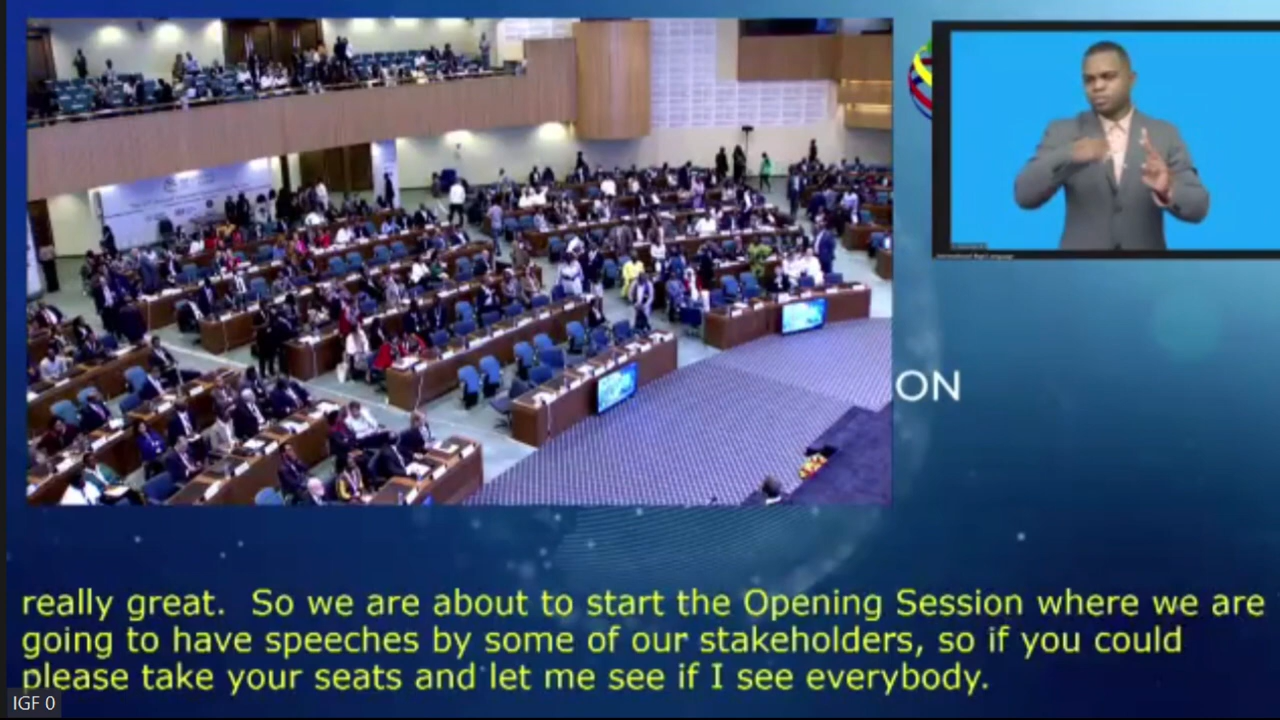 ON
really great.  So we are about to start the Opening Session where we are
going to have speeches by some of our stakeholders, so if you could
please take your seats and let me see if I see everybody.
IGF 0